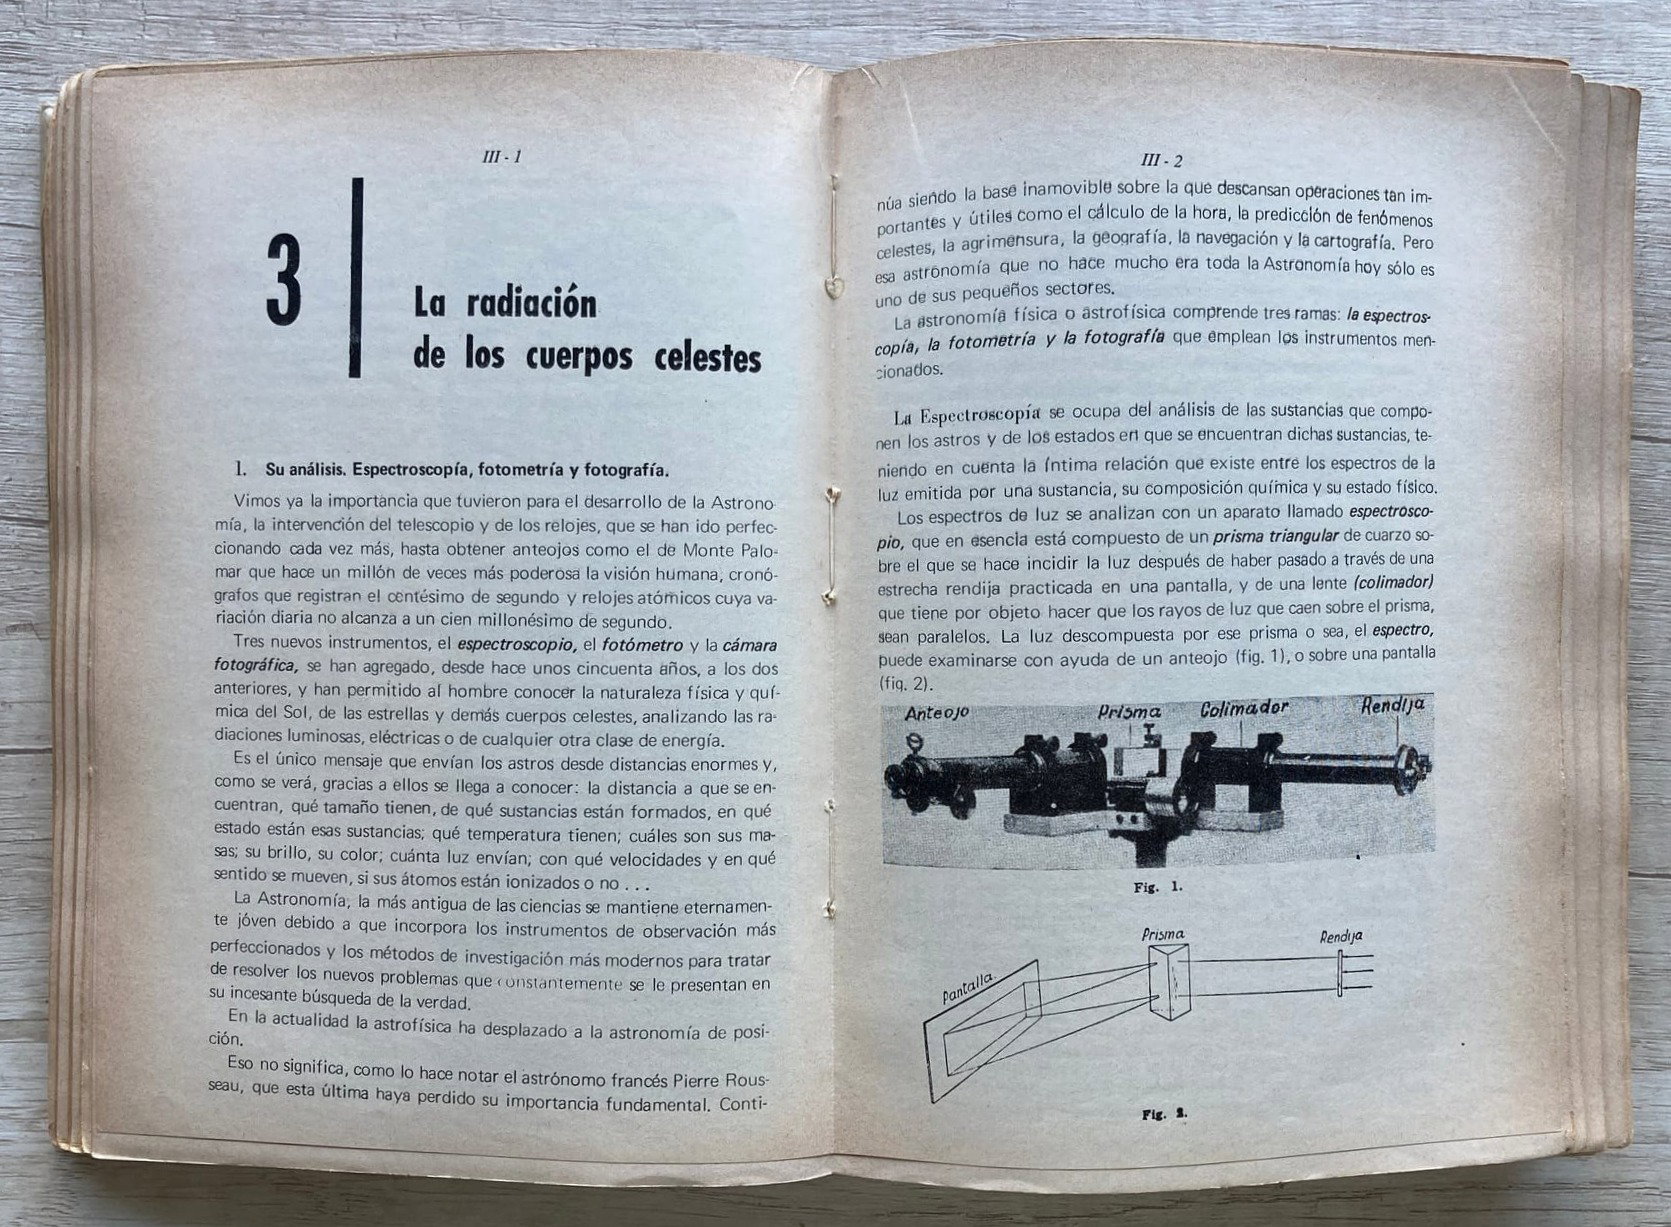 III - 1
3
La radiación
de los cuerpos celestes
1. Su análisis. Espectroscopía, fotometría y fotografía.
Vimos ya la importancia que tuvieron para el desarrollo de la Astrono
mía, la intervención del telescopio y de los relojes, que se han ido perfec-
cionando cada vez más, hasta obtener anteojos como el de Monte Palo-
mar que hace un millón de veces más poderosa la visión humana, cronó-
grafos que registran el centésimo de segundo y relojes atómicos cuya va-
riación diaria no alcanza a un cien millonésimo de segundo.
Tres nuevos instrumentos, el espectroscopio, el fotómetro y la cámara
fotográfica, se han agregado, desde hace unos cincuenta años, a los dos
anteriores, y han permitido al hombre conocer la naturaleza física y quí-
mica del Sol, de las estrellas y demás cuerpos celestes, analizando las ra-
diaciones luminosas, eléctricas o de cualquier otra clase de energía.
Es el único mensaje que envían los astros desde distancias enormes y,
como se verá, gracias a ellos se llega a conocer: la distancia a que se en-
cuentran, qué tamaño tienen, de qué sustancias están formados, en qué
estado están esas sustancias; qué temperatura tienen; cuáles son sus ma-
sas; su brillo, su color; cuánta luz envían; con qué velocidades y en qué
sentido se mueven, si sus átomos están ionizados o no . . .
La Astronomía, la más antigua de las ciencias se mantiene eternamen-
te jóven debido a que incorpora los instrumentos de observación más
perfeccionados y los métodos de investigación más modernos para tratar
de resolver los nuevos problemas que constantemente se le presentan en
su incesante búsqueda de la verdad.
En la actualidad la astrofísica ha desplazado a la astronomía de posi-
ción.
Eso no significa, como lo hace notar el astrónomo francés Pierre Rous-
seau, que esta última haya perdido su importancia fundamental. Conti-
III - 2
núa siendo la base inamovible sobre la que descansan operaciones tan im-
portantes y útiles como el cálculo de la hora, la predicción de fenómenos
celestes, la agrimensura, la geografía, la navegación y la cartografía. Pero
esa astronomía que no hace mucho era toda la Astronomía hoy sólo es
uno de sus pequeños sectores.
La astronomía física o astrofísica comprende tres ramas: la espectros-
copía, la fotometría y la fotografía que emplean los instrumentos men-
cionados.
La Espectroscopía se ocupa del análisis de las sustancias que compo-
nen los astros y de los estados en que se encuentran dichas sustancias, te-
niendo en cuenta la íntima relación que existe entre los espectros de la
luz emitida por una sustancia, su composición química y su estado físico.
Los espectros de luz se analizan con un aparato llamado espectrosco-
pio, que en esencia está compuesto de un prisma triangular de cuarzo so-
bre el que se hace incidir la luz después de haber pasado a través de una
estrecha rendija practicada en una pantalla, y de una lente (colimador)
que tiene por objeto hacer que los rayos de luz que caen sobre el prisma,
sean paralelos. La luz descompuesta por ese prisma o sea, el espectro,
puede examinarse con ayuda de un anteojo (fig. 1), o sobre una pantalla
(fig. 2).
Anteojo Prisma Colimador Rendija
Fig. 1.
Prisma Rendija
Pantalla
Fig. 2.